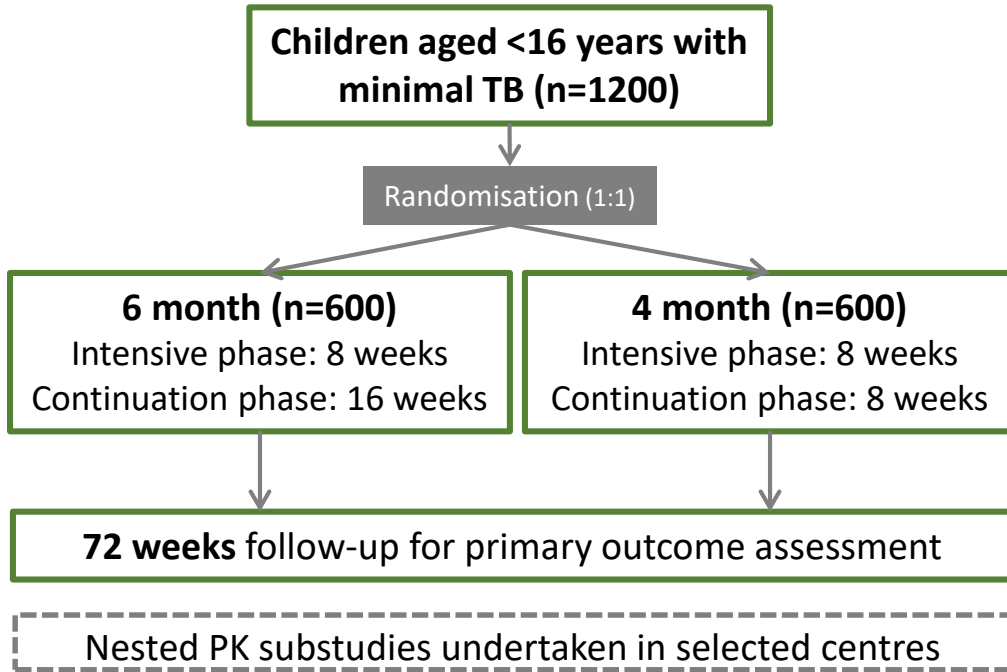 Children aged <16 years with
minimal TB (n=1200)
Randomisation (1:1)
6 month (n=600)
Intensive phase: 8 weeks
Continuation phase: 16 weeks
4 month (n=600)
Intensive phase: 8 weeks
Continuation phase: 8 weeks
72 weeks follow-up for primary outcome assessment
Nested PK substudies undertaken in selected centres